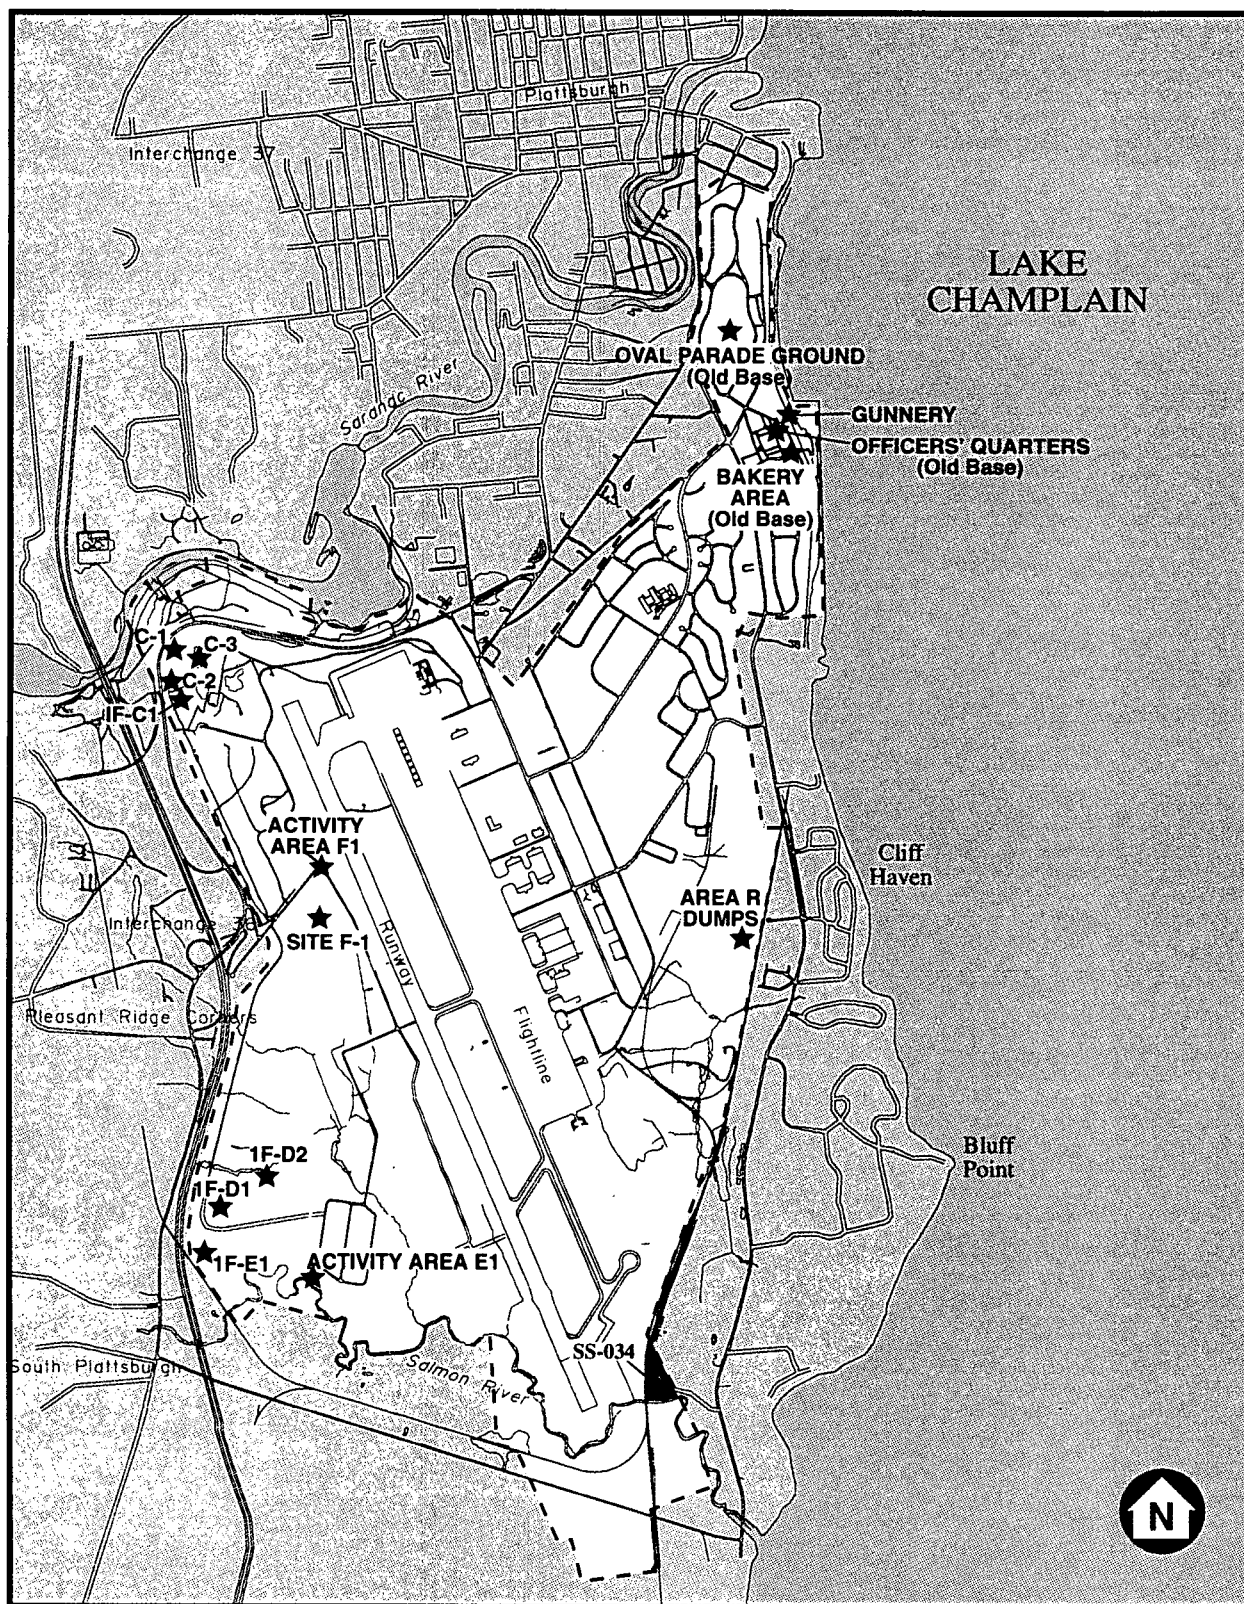 Plattsburgh
Interchange 37
LAKE
CHAMPLAIN
OVAL PARADE GROUND
(Old Base)
Saranac River
GUNNERY
OFFICERS' QUARTERS
(Old Base)
BAKERY
AREA
(Old Base)
C-1
C-3
C-2
IF-C1
ACTIVITY
AREA F1
Cliff
Haven
AREA R
DUMPS
Interchange 36
SITE F-1
Runway
Pleasant Ridge Corners
Flightline
Bluff
Point
1F-D2
1F-D1
1F-E1
ACTIVITY AREA E1
SS-034
South Plattsburgh
Salmon River
N